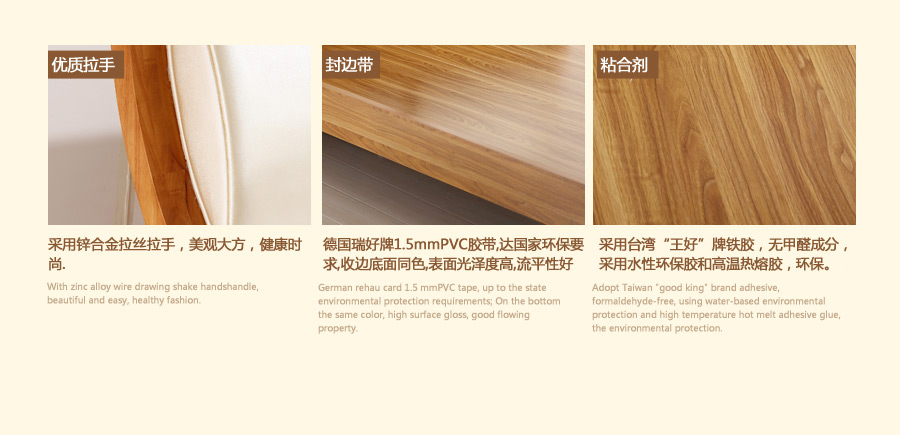 优质拉手
采用锌合金拉丝拉手，美观大方，健康时
尚.
With zinc alloy wire drawing shake handshandle,
beautiful and easy, healthy fashion.
封边带
德国瑞好牌1.5mmPVC胶带,达国家环保要
求,收边底面同色,表面光泽度高,流平性好
German rehau card 1.5 mmPVC tape, up to the state
environmental protection requirements; On the bottom
the same color, high surface gloss, good flowing
property.
粘合剂
采用台湾“王好”牌铁胶，无甲醛成分，
采用水性环保胶和高温热熔胶，环保。
Adopt Taiwan "good king" brand adhesive,
formaldehyde-free, using water-based environmental
protection and high temperature hot melt adhesive glue,
the environmental protection.